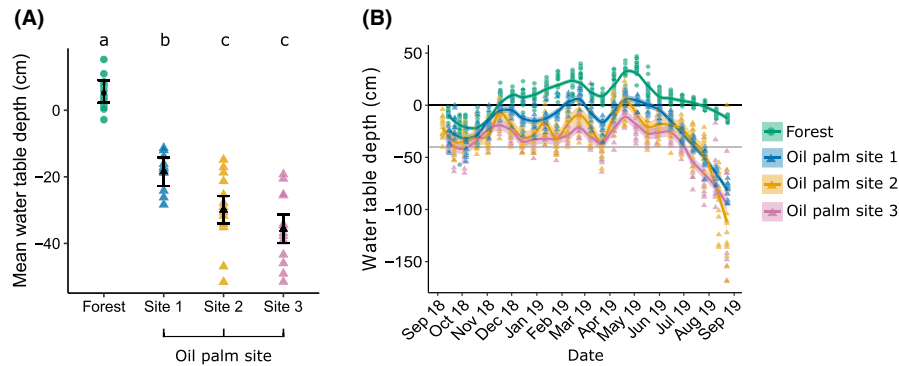 (A)
a b c c
Mean water table depth (cm)
0
−20
−40
Forest Site 1 Site 2 Site 3
Oil palm site
(B)
Water table depth (cm)
50
0
−50
−100
−150
Sep 18 Oct 18 Nov 18 Dec 18 Jan 19 Feb 19 Mar 19 Apr 19 May 19 Jun 19 Jul 19 Aug 19 Sep 19
Date
Forest
Oil palm site 1
Oil palm site 2
Oil palm site 3